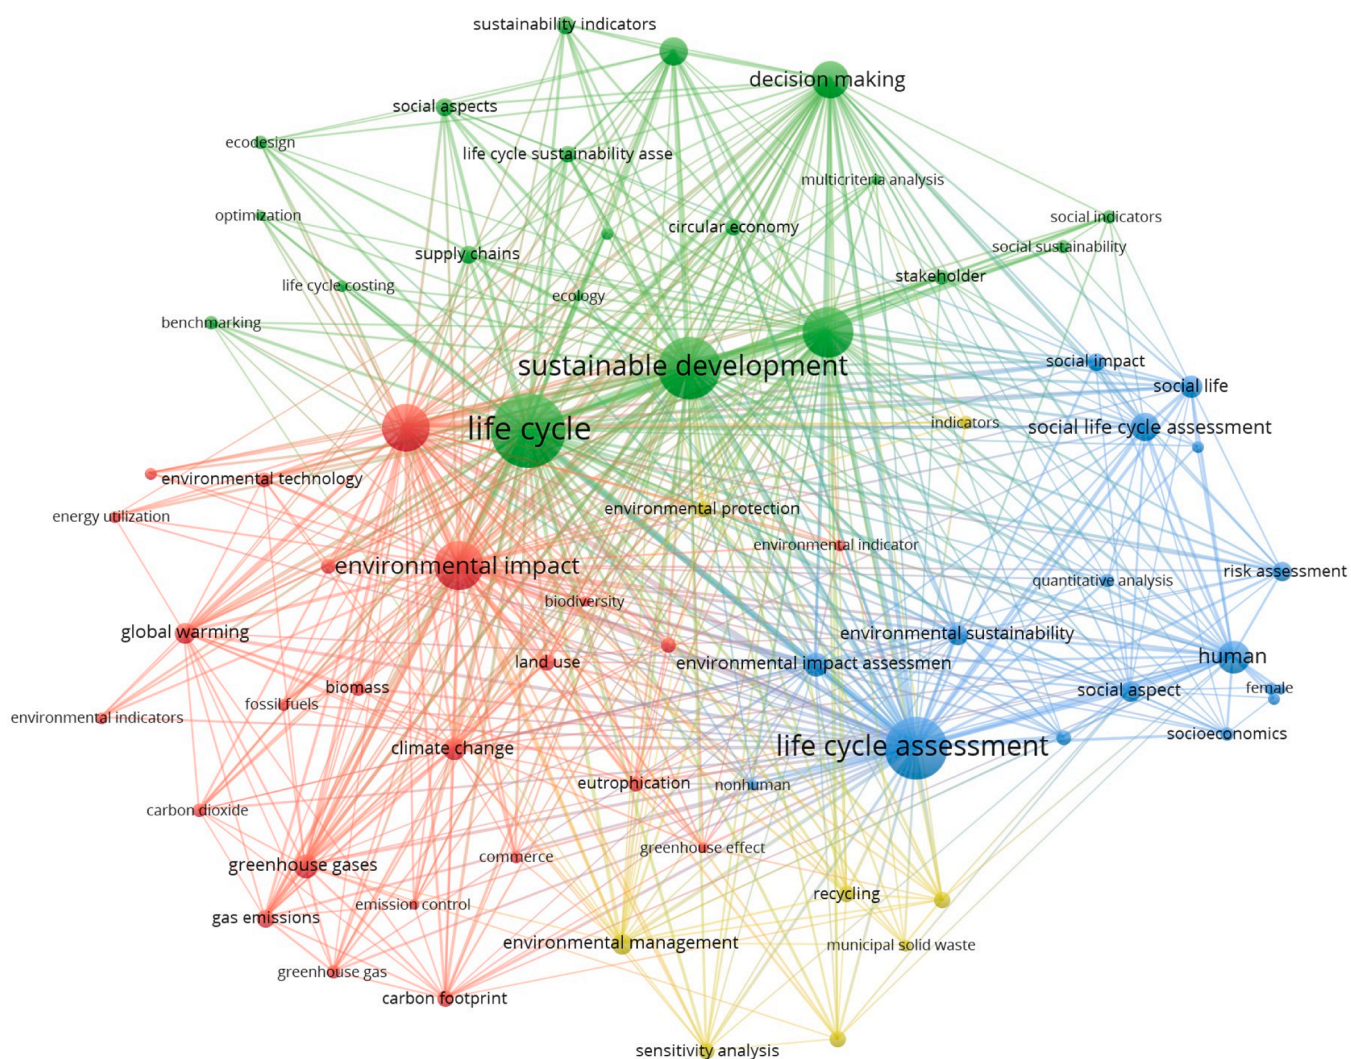 sustainability indicators
decision making
social aspects
ecodesign
life cycle sustainability asse
multicriteria analysis
optimization
social indicators
circular economy
social sustainability
supply chains
stakeholder
life cycle costing
ecology
benchmarking
sustainable development
social impact
social life
life cycle
indicators
social life cycle assessment
environmental technology
environmental protection
energy utilization
environmental indicator
environmental impact
risk assessment
quantitative analysis
biodiversity
global warming
environmental sustainability
human
land use
environmental impact assessmen
biomass
social aspect
female
fossil fuels
environmental indicators
socioeconomics
climate change
life cycle assessment
eutrophication
nonhuman
carbon dioxide
greenhouse effect
commerce
greenhouse gases
recycling
emission control
gas emissions
environmental management
municipal solid waste
greenhouse gas
carbon footprint
sensitivity analysis